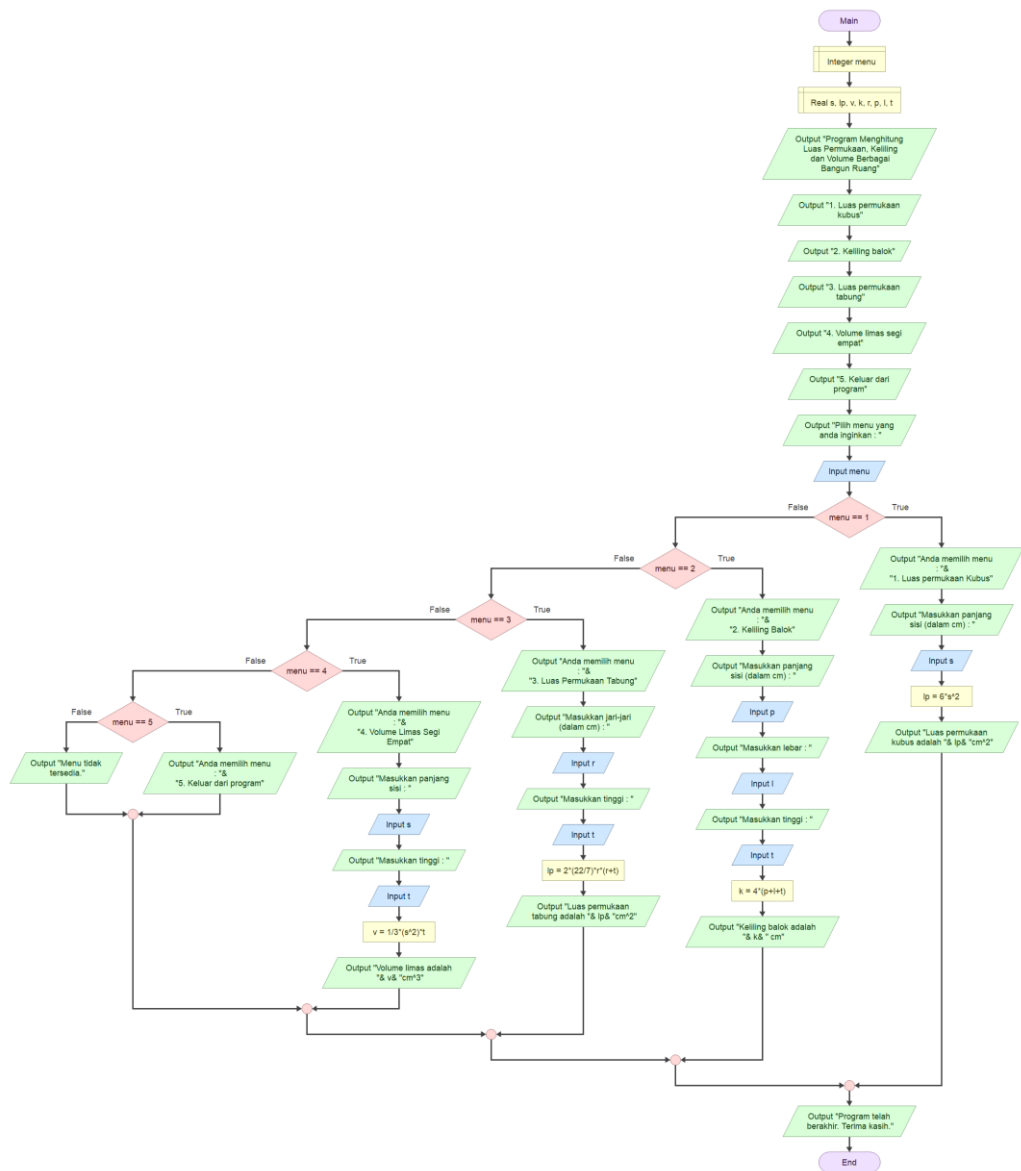 Main
Integer menu
Real s, lp, v, k, r, p, l, t
Output "Program Menghitung
Luas Permukaan, Keliling
dan Volume Berbagai
Bangun Ruang"
Output "1. Luas permukaan
kubus"
Output "2. Keliling balok"
Output "3. Luas permukaan
tabung"
Output "4. Volume limas segi
empat"
Output "5. Keluar dari
program"
Output "Pilih menu yang
anda inginkan : "
Input menu
False
menu == 1
True
Output "Anda memilih menu
: "&
"1. Luas permukaan Kubus"
Output "Masukkan panjang
sisi (dalam cm) : "
Input s
lp = 6*s^2
Output "Luas permukaan
kubus adalah "& lp& "cm^2"
False
menu == 2
True
Output "Anda memilih menu
: "&
"2. Keliling Balok"
Output "Masukkan panjang
sisi (dalam cm) : "
Input p
Output "Masukkan lebar : "
Input l
Output "Masukkan tinggi : "
Input t
k = 4*(p+l+t)
Output "Keliling balok adalah
"& k& " cm"
False
menu == 3
True
Output "Anda memilih menu
: "&
"3. Luas Permukaan Tabung"
Output "Masukkan jari-jari
(dalam cm) : "
Input r
Output "Masukkan tinggi : "
Input t
lp = 2*(22/7)*r*(r+t)
Output "Luas permukaan
tabung adalah "& lp& "cm^2"
False
menu == 4
True
Output "Anda memilih menu
: "&
"4. Volume Limas Segi
Empat"
Output "Masukkan panjang
sisi : "
Input s
Output "Masukkan tinggi : "
Input t
v = 1/3*(s^2)*t
Output "Volume limas adalah
"& v& "cm^3"
False
menu == 5
True
Output "Menu tidak
tersedia."
Output "Anda memilih menu
: "&
"5. Keluar dari program"
Output "Program telah
berakhir. Terima kasih."
End